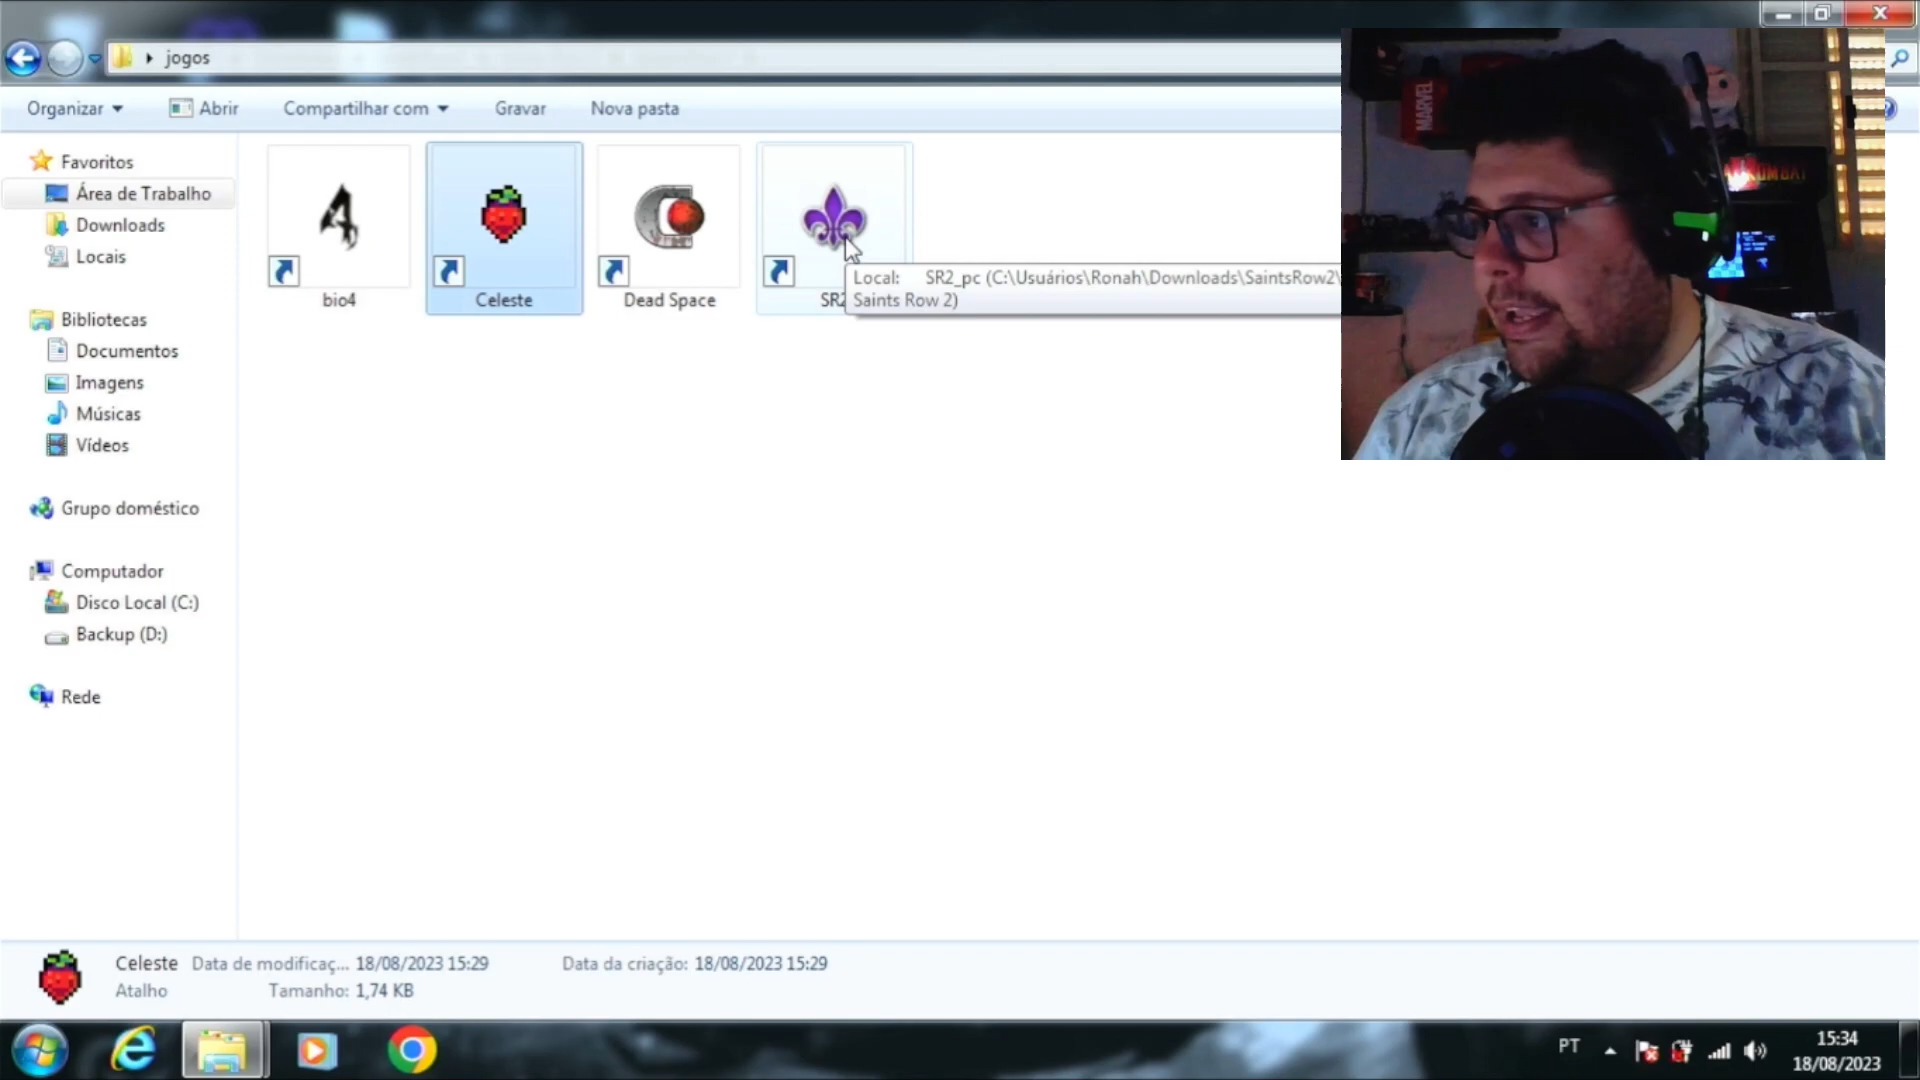 jogos
Organizar Abrir Compartilhar com Gravar Nova pasta
Favoritos
Área de Trabalho
Downloads
Locais
Bibliotecas
Documentos
Imagens
Músicas
Vídeos
Grupo doméstico
Computador
Disco Local (C:)
Backup (D:)
Rede
4
bio4
Celeste
Dead Space
SR2
Local: SR2_pc (C:\Usuários\Ronah\Downloads\SaintsRow2\
Saints Row 2)
MARVEL
Celeste Data de modificaç... 18/08/2023 15:29 Data da criação: 18/08/2023 15:29
Atalho Tamanho: 1,74 KB
PT
15:34
18/08/2023